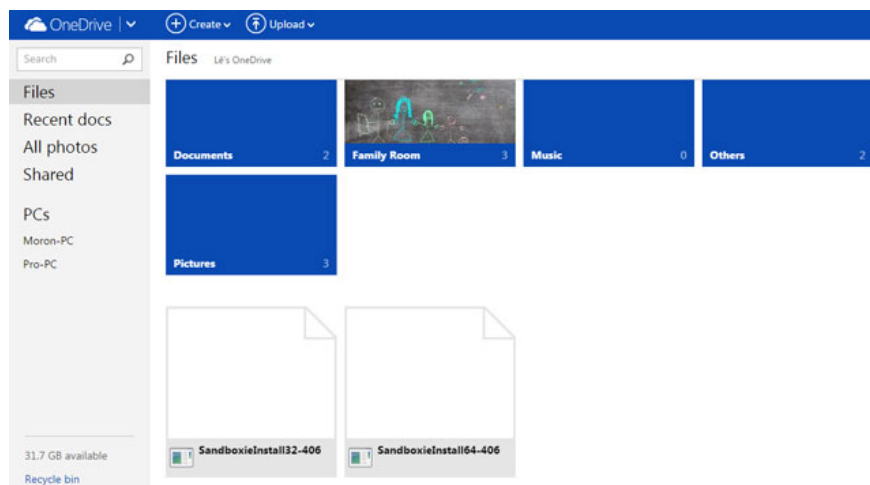 OneDrive
Create
Upload
Search
Files
Recent docs
All photos
Shared
PCs
Moron-PC
Pro-PC
31.7 GB available
Recycle bin
Files Lê's OneDrive
Documents 2
Family Room 3
Music 0
Others 2
Pictures 3
SandboxieInstall32-406
SandboxieInstall64-406